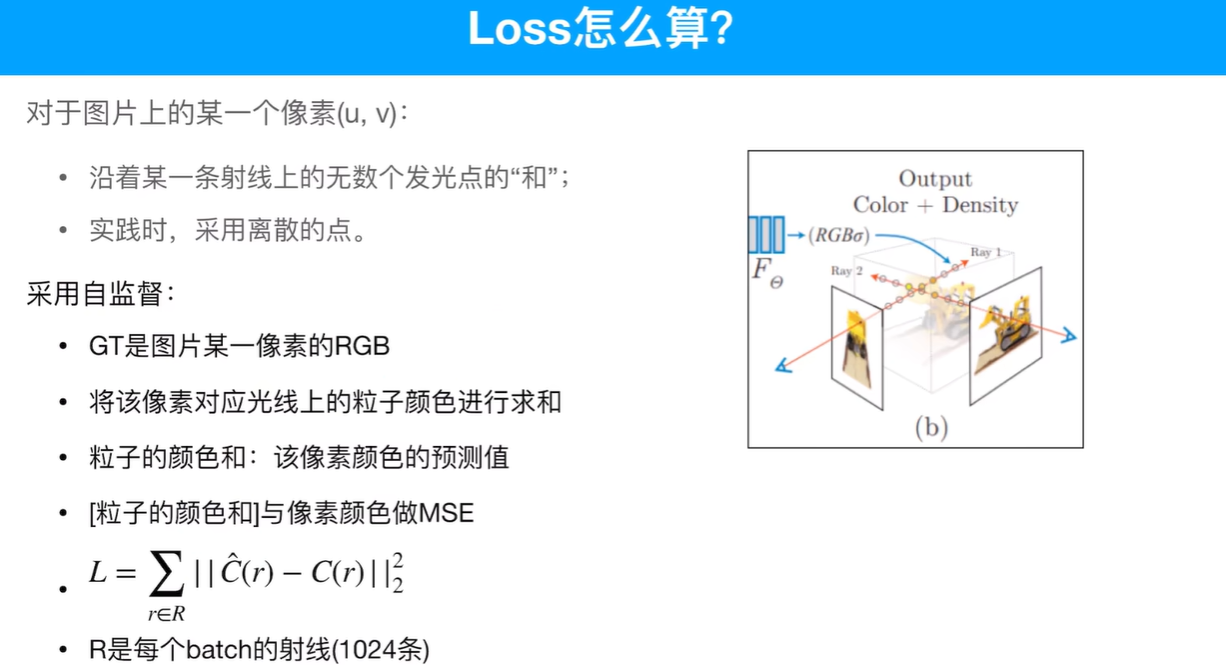 Loss怎么算?
对于图片上的某一个像素(u, v)：
• 沿着某一条射线上的无数个发光点的“和”；
• 实践时，采用离散的点。
采用自监督：
• GT是图片某一像素的RGB
• 将该像素对应光线上的粒子颜色进行求和
• 粒子的颜色和：该像素颜色的预测值
• [粒子的颜色和]与像素颜色做MSE
• L = ∑_{r∈R} ||Ĉ(r) − C(r)||₂²
• R是每个batch的射线(1024条)
Output
Color + Density
(RGBσ)
F_Θ
Ray 1
Ray 2
(b)